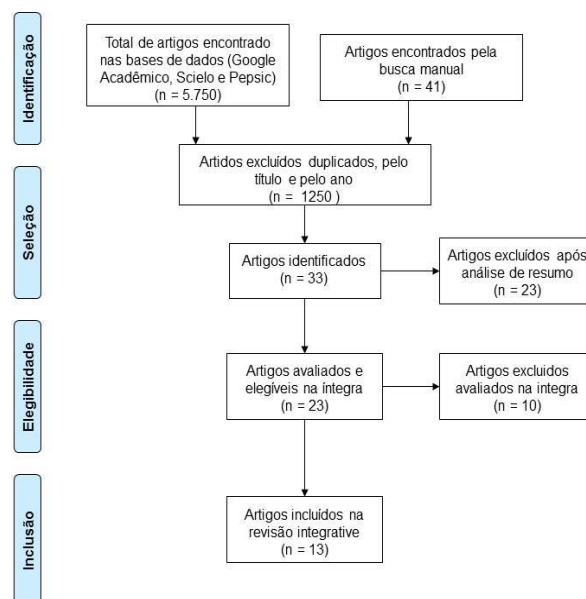 Identificação
Total de artigos encontrado
nas bases de dados (Google
Acadêmico, Scielo e Pepsic)
(n = 5.750)
Artigos encontrados pela
busca manual
(n = 41)
Seleção
Artidos excluídos duplicados, pelo
título e pelo ano
(n = 1250 )
Artigos identificados
(n = 33)
Artigos excluídos após
análise de resumo
(n = 23)
Elegibilidade
Artigos avaliados e
elegíveis na íntegra
(n = 23)
Artigos excluidos
avaliados na integra
(n = 10)
Inclusão
Artigos incluídos na
revisão integrative
(n = 13)